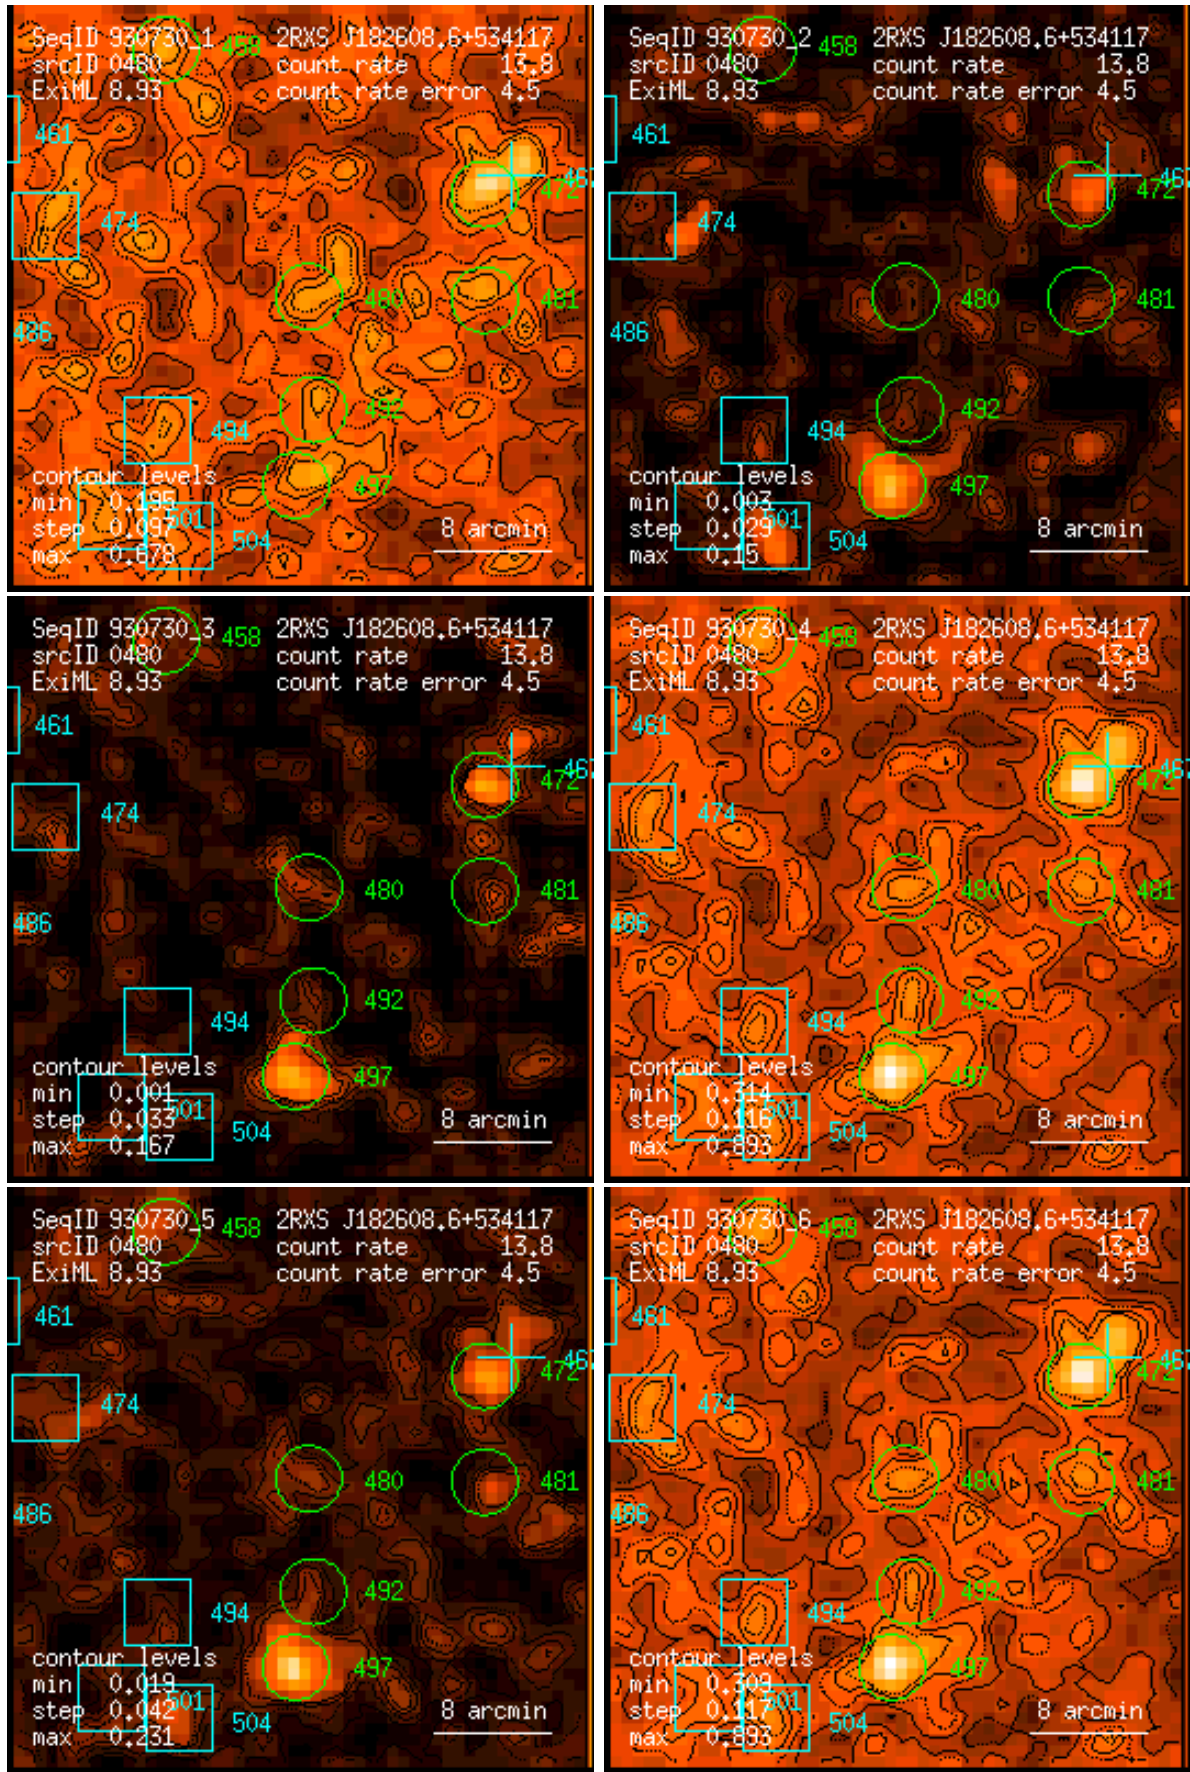 SeqID 930730_1 458 2RXS J182608.6+534117
srcID 0480 count rate 13.8
ExiML 8.93 count rate error 4.5
461
472
474
480 481
486
492
494
contour levels
497
min 0.195
step 0.097 501 8 arcmin
504
max 0.678
SeqID 930730_2 458 2RXS J182608.6+534117
srcID 0480 count rate 13.8
ExiML 8.93 count rate error 4.5
461
472
474
480 481
486
492
494
contour levels
497
min 0.003
step 0.029 501 8 arcmin
504
max 0.15
SeqID 930730_3 458 2RXS J182608.6+534117
srcID 0480 count rate 13.8
ExiML 8.93 count rate error 4.5
461
472
474
480 481
486
492
494
contour levels
497
min 0.001
step 0.033 501 8 arcmin
504
max 0.167
SeqID 930730_4 458 2RXS J182608.6+534117
srcID 0480 count rate 13.8
ExiML 8.93 count rate error 4.5
461
472
474
480 481
486
492
494
contour levels
497
min 0.314
step 0.116 501 8 arcmin
504
max 0.893
SeqID 930730_5 458 2RXS J182608.6+534117
srcID 0480 count rate 13.8
ExiML 8.93 count rate error 4.5
461
472
474
480 481
486
492
494
contour levels
497
min 0.019
step 0.042 501 8 arcmin
504
max 0.231
SeqID 930730_6 458 2RXS J182608.6+534117
srcID 0480 count rate 13.8
ExiML 8.93 count rate error 4.5
461
472
474
480 481
486
492
494
contour levels
497
min 0.309
step 0.117 501 8 arcmin
504
max 0.893